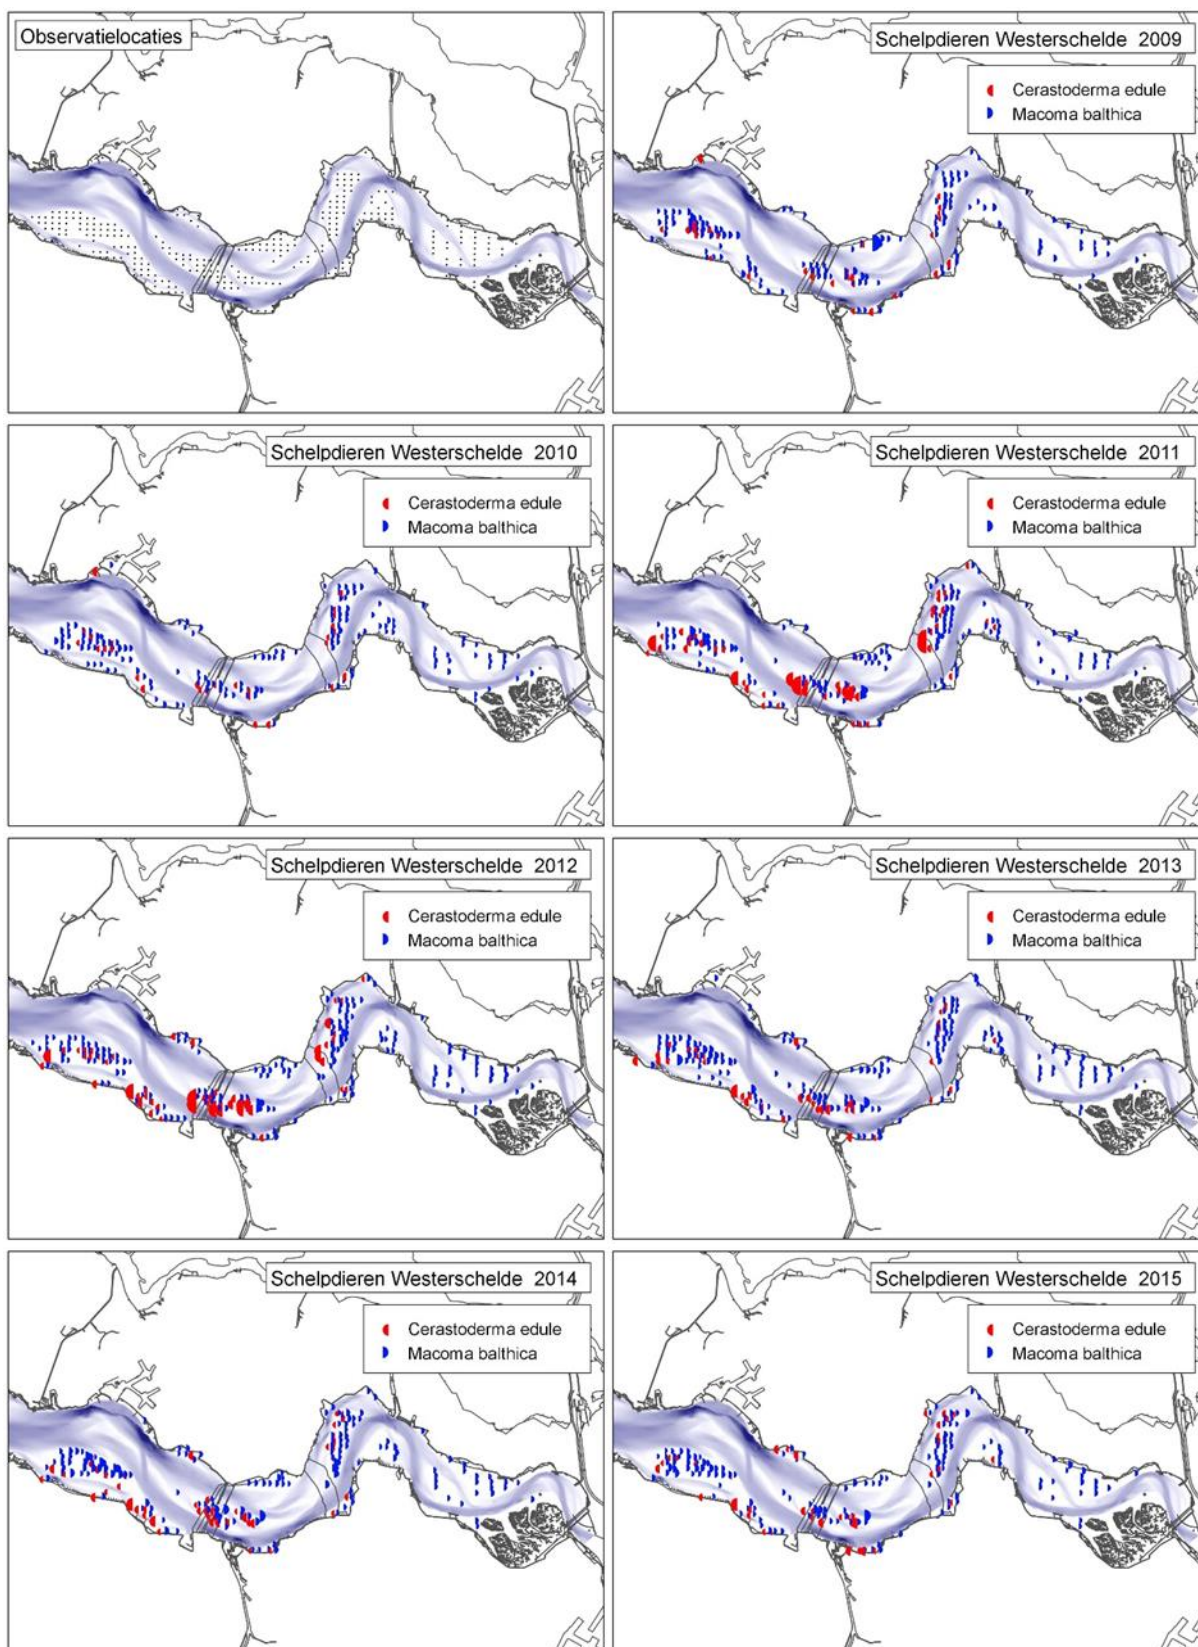 Observatielocaties
Schelpdieren Westerschelde 2009
Cerastoderma edule
Macoma balthica
Schelpdieren Westerschelde 2010
Cerastoderma edule
Macoma balthica
Schelpdieren Westerschelde 2011
Cerastoderma edule
Macoma balthica
Schelpdieren Westerschelde 2012
Cerastoderma edule
Macoma balthica
Schelpdieren Westerschelde 2013
Cerastoderma edule
Macoma balthica
Schelpdieren Westerschelde 2014
Cerastoderma edule
Macoma balthica
Schelpdieren Westerschelde 2015
Cerastoderma edule
Macoma balthica